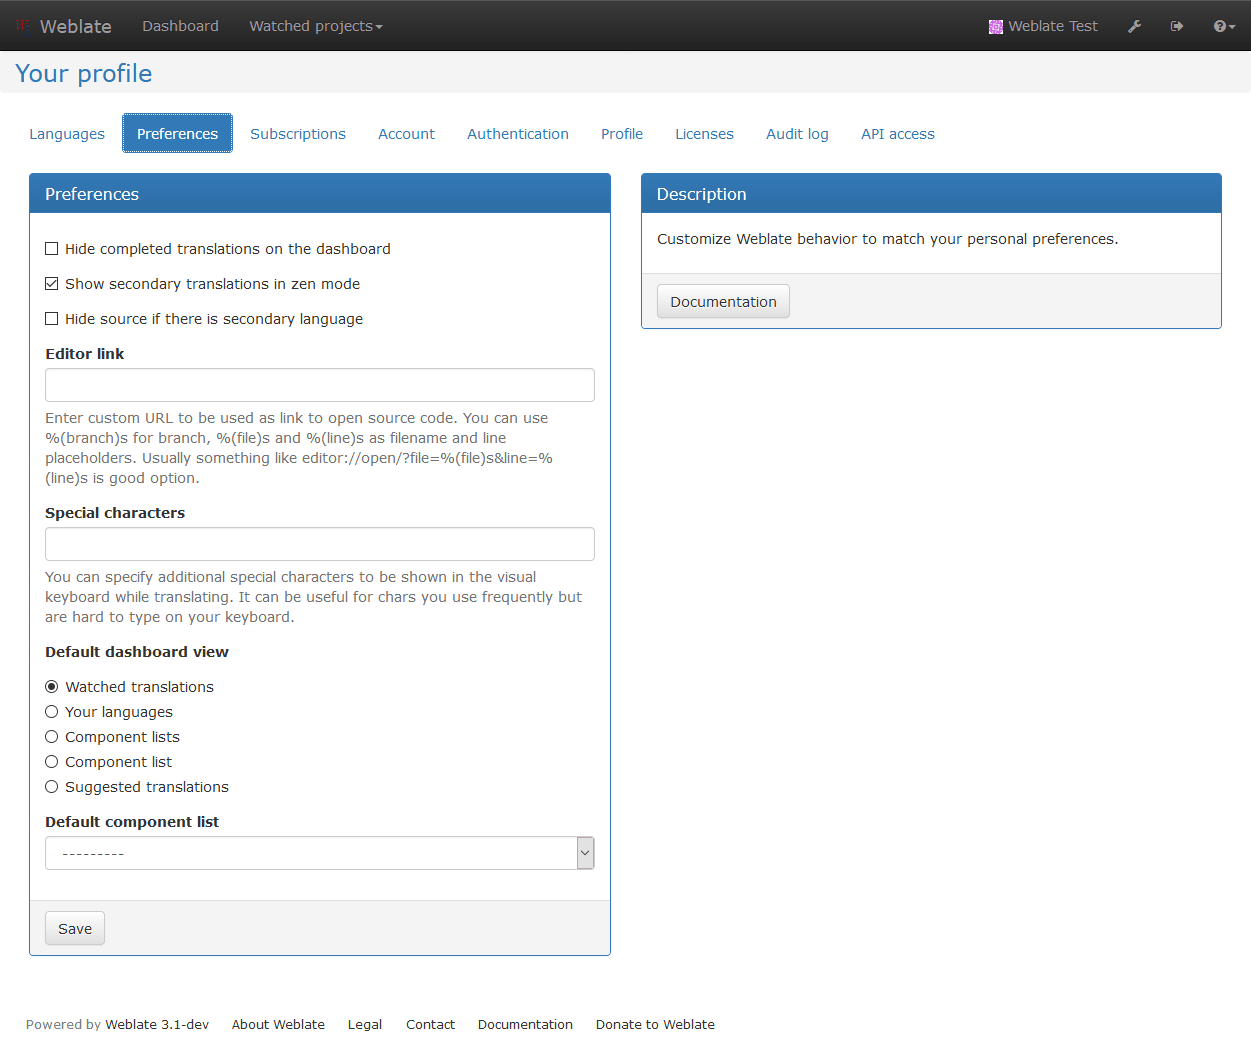 Weblate Dashboard Watched projects Weblate Test
Your profile
Languages Preferences Subscriptions Account Authentication Profile Licenses Audit log API access
Preferences
Hide completed translations on the dashboard
Show secondary translations in zen mode
Hide source if there is secondary language
Editor link
Enter custom URL to be used as link to open source code. You can use
%(branch)s for branch, %(file)s and %(line)s as filename and line
placeholders. Usually something like editor://open/?file=%(file)s&line=%
(line)s is good option.
Special characters
You can specify additional special characters to be shown in the visual
keyboard while translating. It can be useful for chars you use frequently but
are hard to type on your keyboard.
Default dashboard view
Watched translations
Your languages
Component lists
Component list
Suggested translations
Default component list
---------
Save
Description
Customize Weblate behavior to match your personal preferences.
Documentation
Powered by Weblate 3.1-dev About Weblate Legal Contact Documentation Donate to Weblate